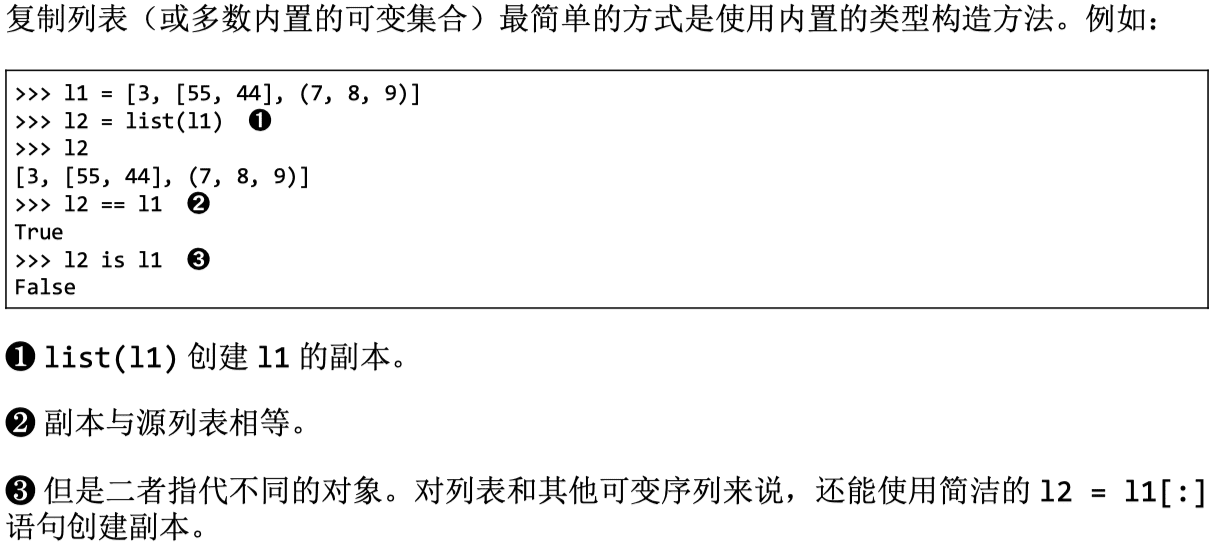 复制列表（或多数内置的可变集合）最简单的方式是使用内置的类型构造方法。例如：
>>> l1 = [3, [55, 44], (7, 8, 9)]
>>> l2 = list(l1) ❶
>>> l2
[3, [55, 44], (7, 8, 9)]
>>> l2 == l1 ❷
True
>>> l2 is l1 ❸
False
❶ list(l1) 创建 l1 的副本。
❷ 副本与源列表相等。
❸ 但是二者指代不同的对象。对列表和其他可变序列来说，还能使用简洁的 l2 = l1[:]
语句创建副本。